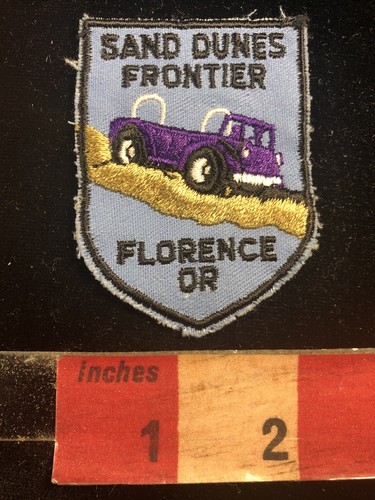 SAND DUNES
FRONTIER
FLORENCE
OR
inches
1 2